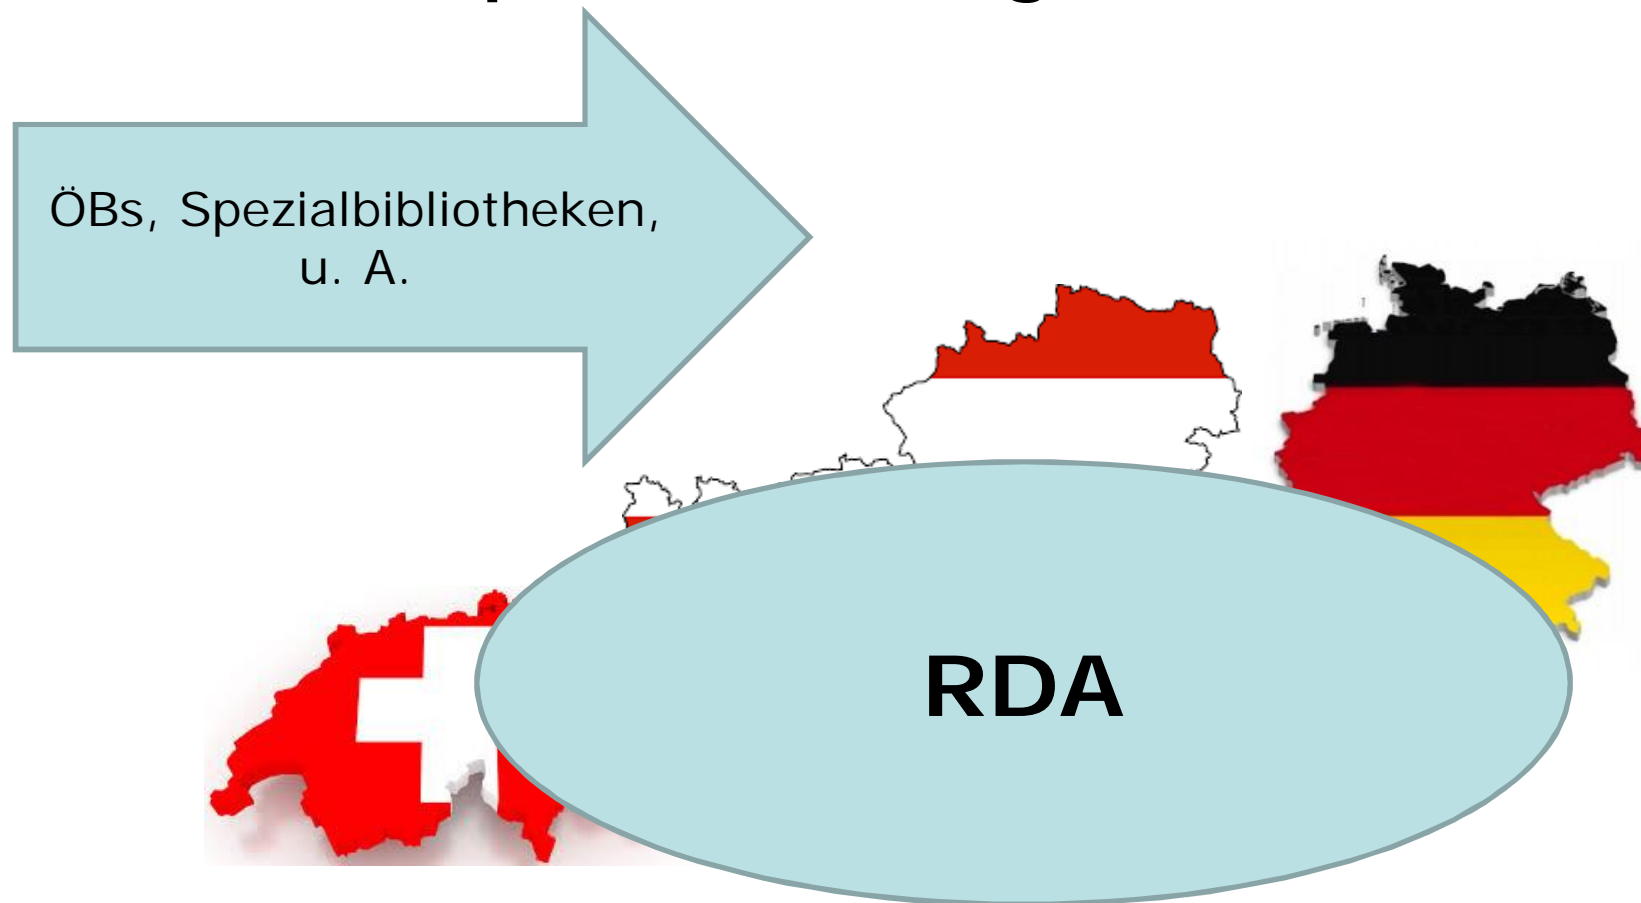 ÖBs, Spezialbibliotheken,
u. A.
RDA